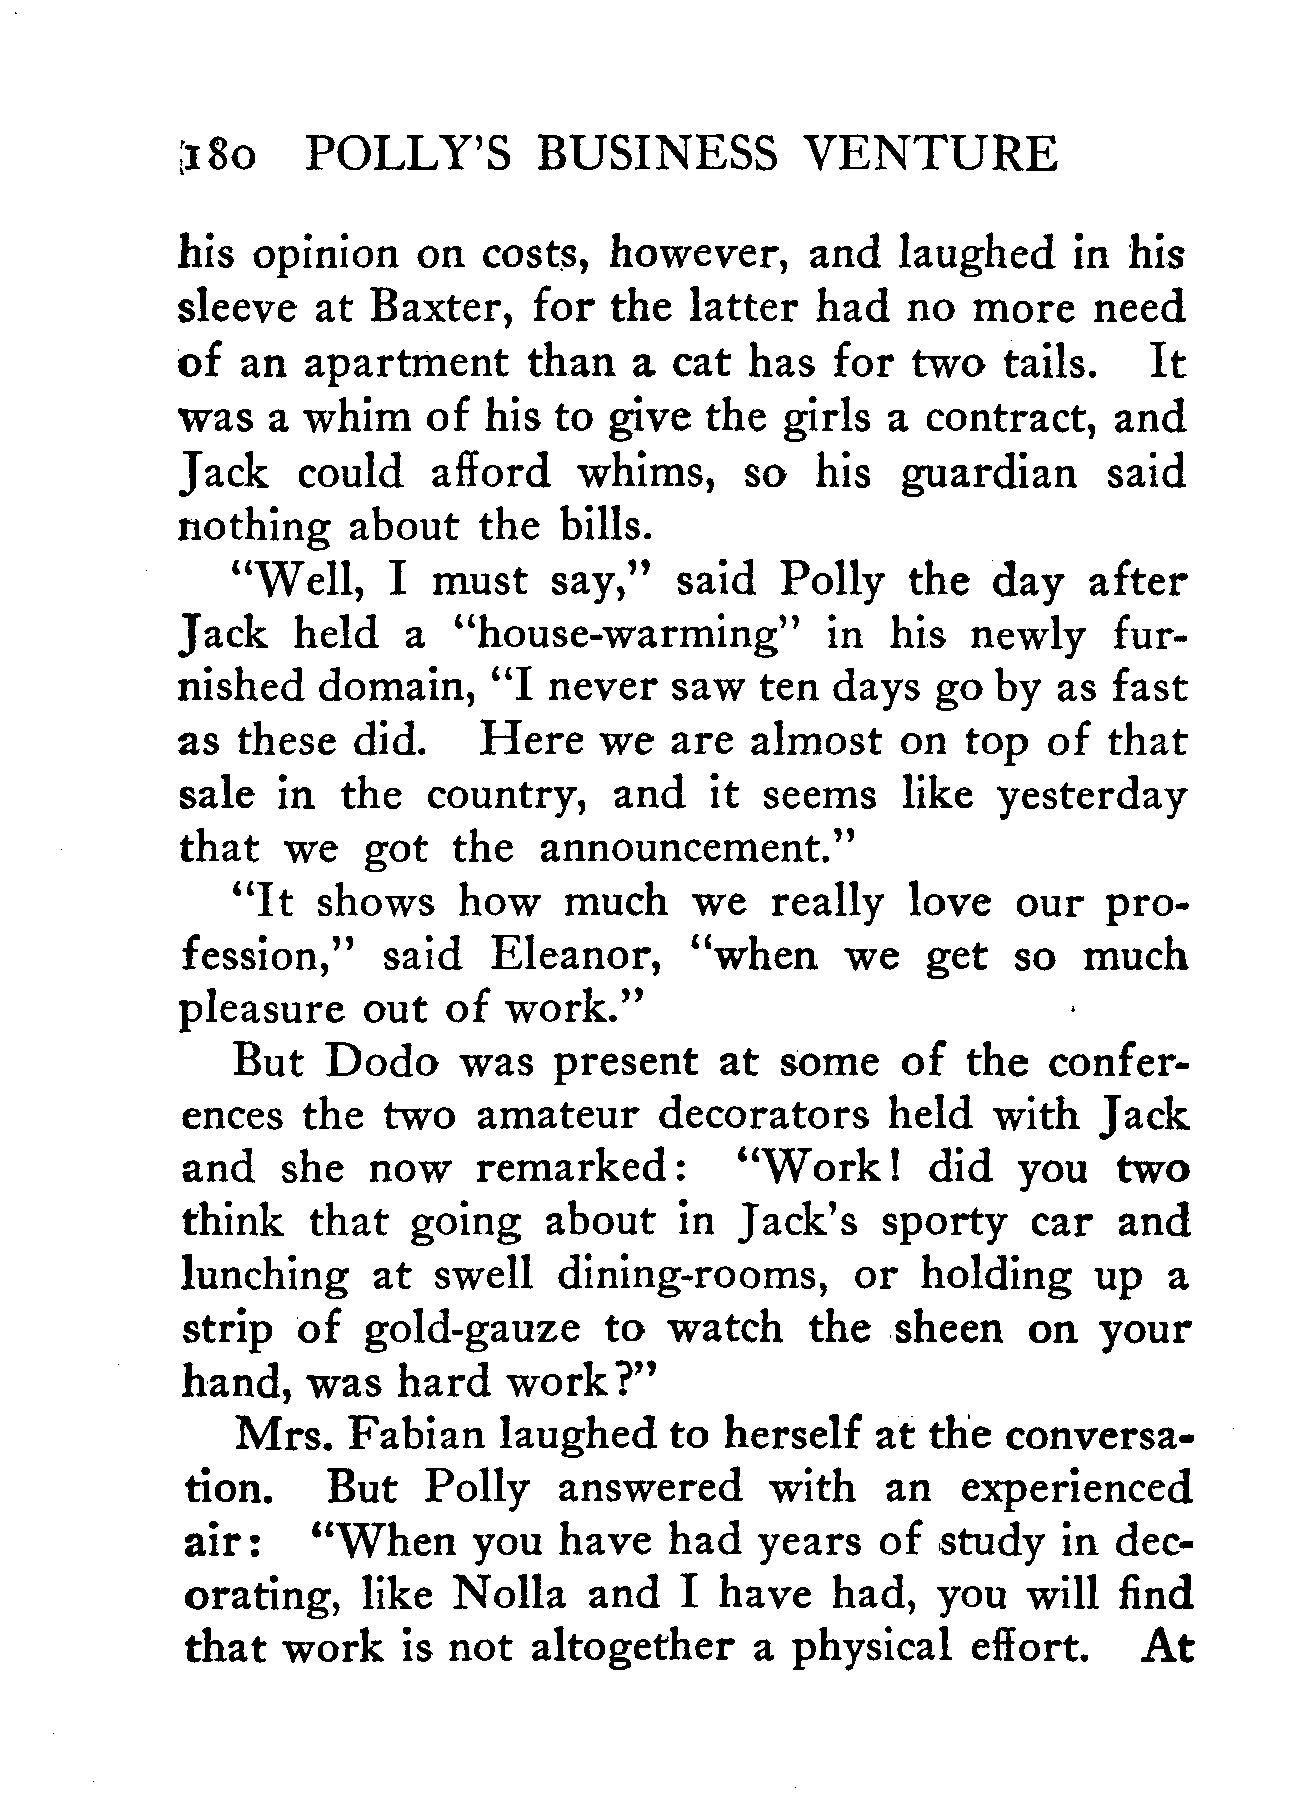 180 POLLY'S BUSINESS VENTURE
his opinion on costs, however, and laughed in his
sleeve at Baxter, for the latter had no more need
of an apartment than a cat has for two tails. It
was a whim of his to give the girls a contract, and
Jack could afford whims, so his guardian said
nothing about the bills.
"Well, I must say," said Polly the day after
Jack held a "house-warming" in his newly fur-
nished domain, "I never saw ten days go by as fast
as these did. Here we are almost on top of that
sale in the country, and it seems like yesterday
that we got the announcement."
"It shows how much we really love our pro-
fession," said Eleanor, "when we get so much
pleasure out of work."
But Dodo was present at some of the confer-
ences the two amateur decorators held with Jack
and she now remarked: "Work! did you two
think that going about in Jack's sporty car and
lunching at swell dining-rooms, or holding up a
strip of gold-gauze to watch the sheen on your
hand, was hard work?"
Mrs. Fabian laughed to herself at the conversa-
tion. But Polly answered with an experienced
air: "When you have had years of study in dec-
orating, like Nolla and I have had, you will find
that work is not altogether a physical effort. At